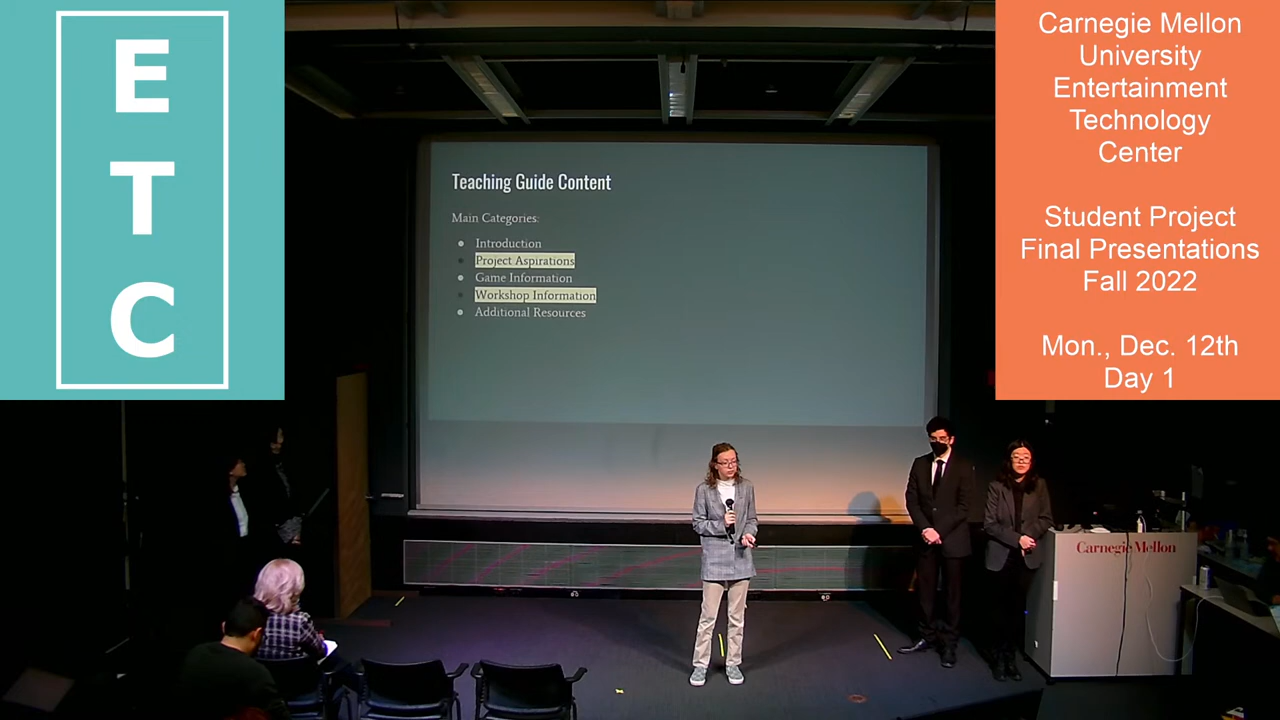 E
T
C
Carnegie Mellon
University
Entertainment
Technology
Center
Student Project
Final Presentations
Fall 2022
Mon., Dec. 12th
Day 1
Teaching Guide Content
Main Categories:
Introduction
Project Aspirations
Game Information
Workshop Information
Additional Resources
Carnegie Mellon